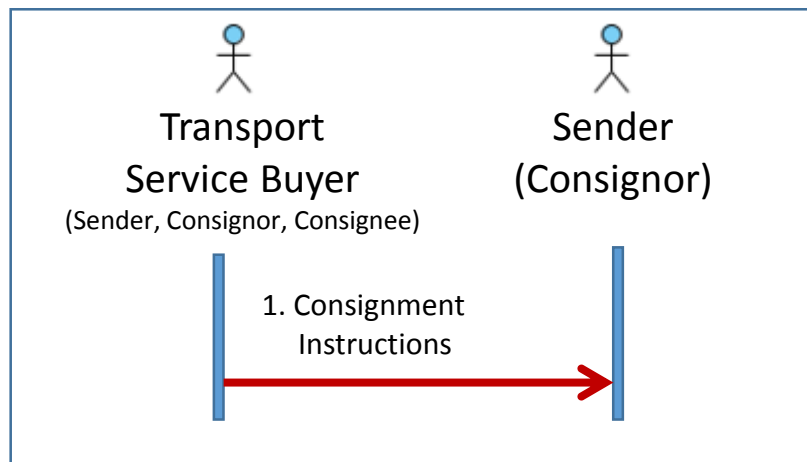 Transport
Service Buyer
(Sender, Consignor, Consignee)
Sender
(Consignor)
1. Consignment
Instructions